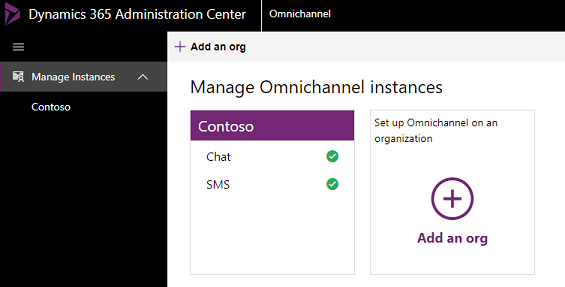 Dynamics 365 Administration Center
Omnichannel
Manage Instances
Contoso
Add an org
Manage Omnichannel instances
Contoso
Chat
SMS
Set up Omnichannel on an
organization
Add an org